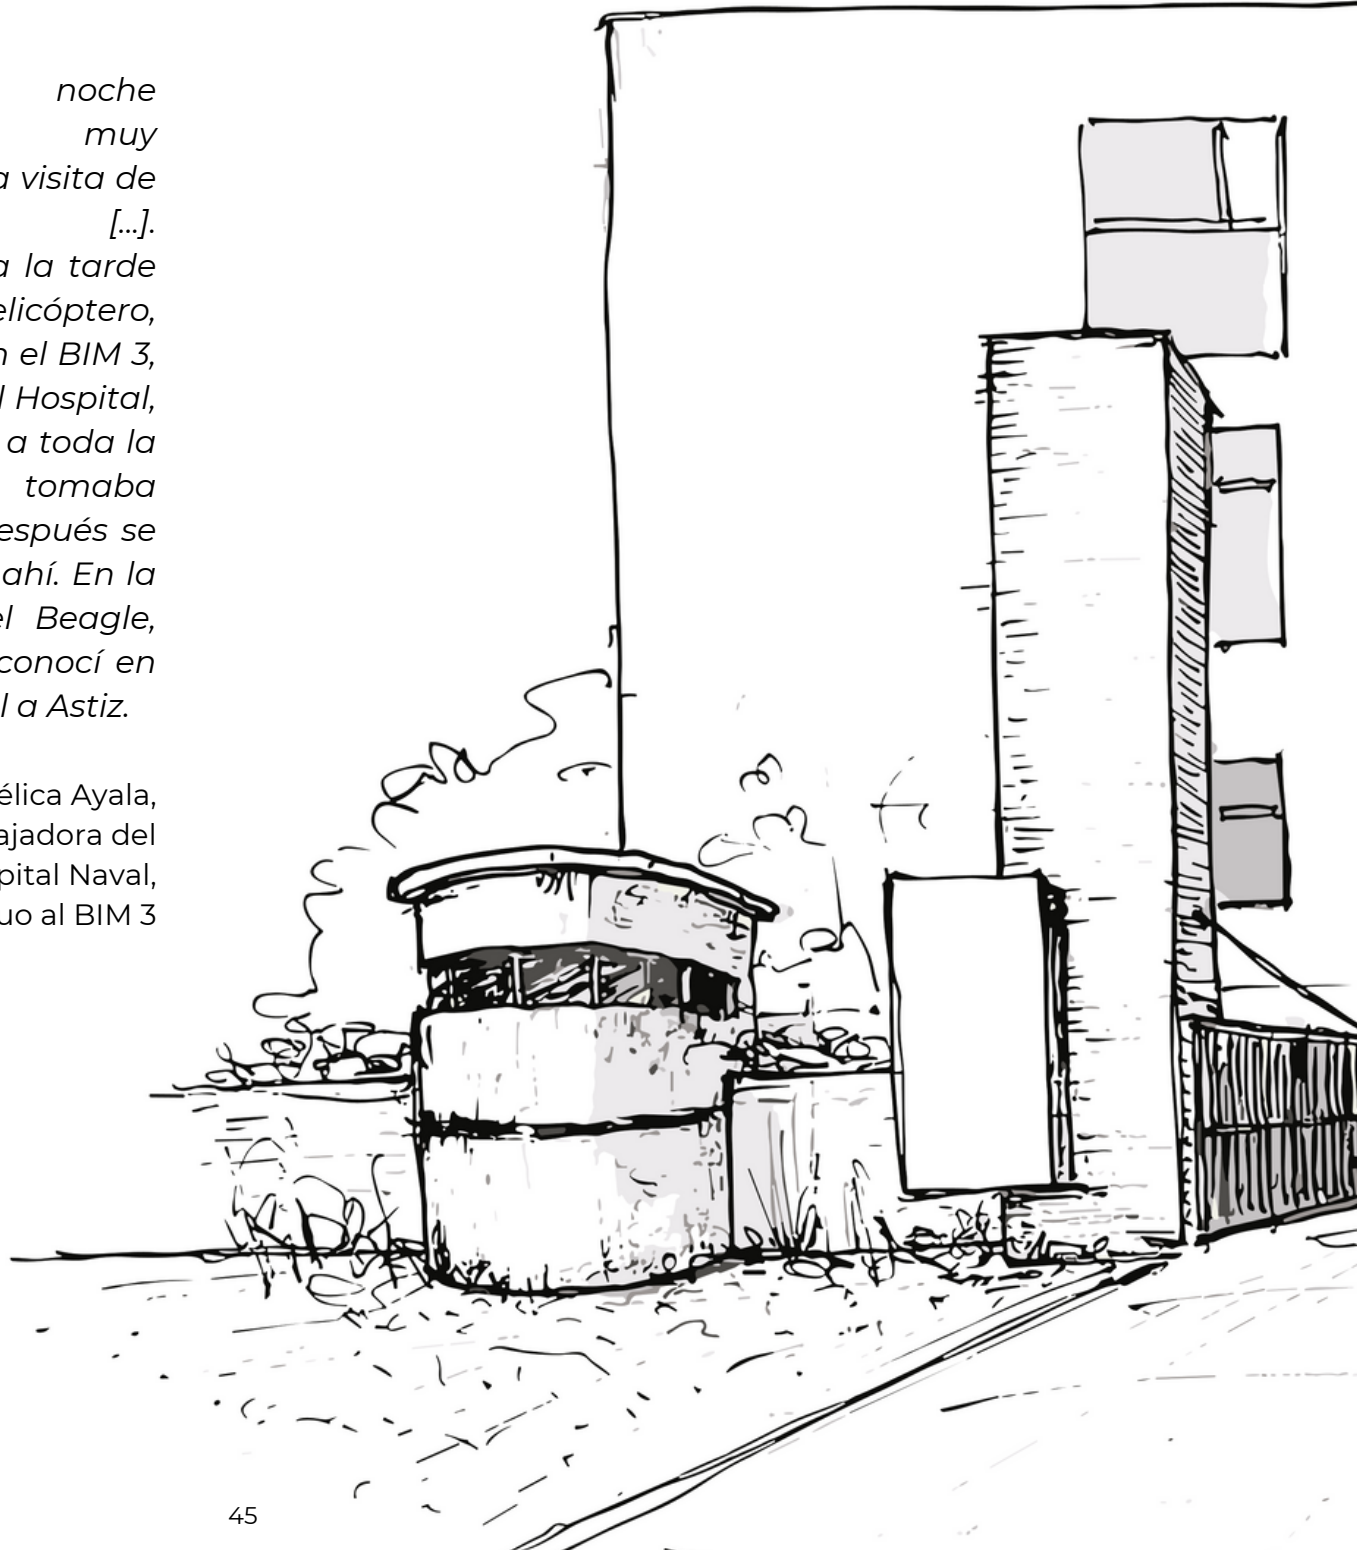 noche
muy
a visita de
[...].
a la tarde
elicóptero,
n el BIM 3,
l Hospital,
a toda la
tomaba
espués se
ahí. En la
el Beagle,
conocí en
l a Astiz.
élica Ayala,
ajadora del
pital Naval,
uo al BIM 3
45